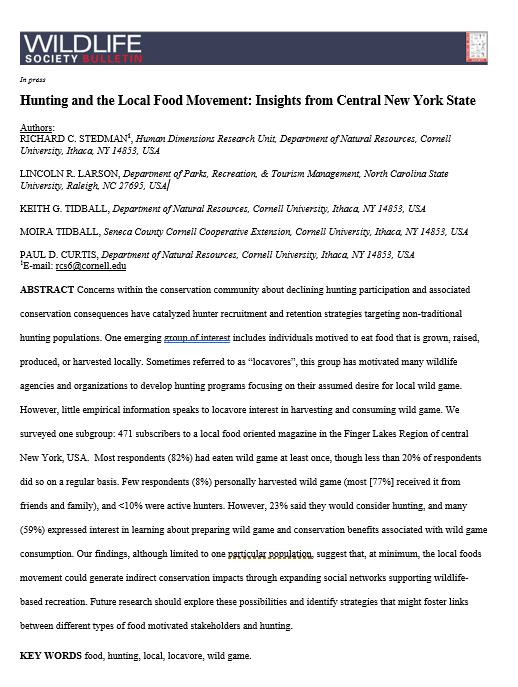 WILDLIFE
SOCIETY BULLETIN
In press
Hunting and the Local Food Movement: Insights from Central New York State
Authors:
RICHARD C. STEDMAN¹, Human Dimensions Research Unit, Department of Natural Resources, Cornell
University, Ithaca, NY 14853, USA
LINCOLN R. LARSON, Department of Parks, Recreation, & Tourism Management, North Carolina State
University, Raleigh, NC 27695, USA
KEITH G. TIDBALL, Department of Natural Resources, Cornell University, Ithaca, NY 14853, USA
MOIRA TIDBALL, Seneca County Cornell Cooperative Extension, Cornell University, Ithaca, NY 14853, USA
PAUL D. CURTIS, Department of Natural Resources, Cornell University, Ithaca, NY 14853, USA
¹E-mail: rcs6@cornell.edu
ABSTRACT Concerns within the conservation community about declining hunting participation and associated
conservation consequences have catalyzed hunter recruitment and retention strategies targeting non-traditional
hunting populations. One emerging group of interest includes individuals motived to eat food that is grown, raised,
produced, or harvested locally. Sometimes referred to as “locavores”, this group has motivated many wildlife
agencies and organizations to develop hunting programs focusing on their assumed desire for local wild game.
However, little empirical information speaks to locavore interest in harvesting and consuming wild game. We
surveyed one subgroup: 471 subscribers to a local food oriented magazine in the Finger Lakes Region of central
New York, USA. Most respondents (82%) had eaten wild game at least once, though less than 20% of respondents
did so on a regular basis. Few respondents (8%) personally harvested wild game (most [77%] received it from
friends and family), and <10% were active hunters. However, 23% said they would consider hunting, and many
(59%) expressed interest in learning about preparing wild game and conservation benefits associated with wild game
consumption. Our findings, although limited to one particular population, suggest that, at minimum, the local foods
movement could generate indirect conservation impacts through expanding social networks supporting wildlife-
based recreation. Future research should explore these possibilities and identify strategies that might foster links
between different types of food motivated stakeholders and hunting.
KEY WORDS food, hunting, local, locavore, wild game.